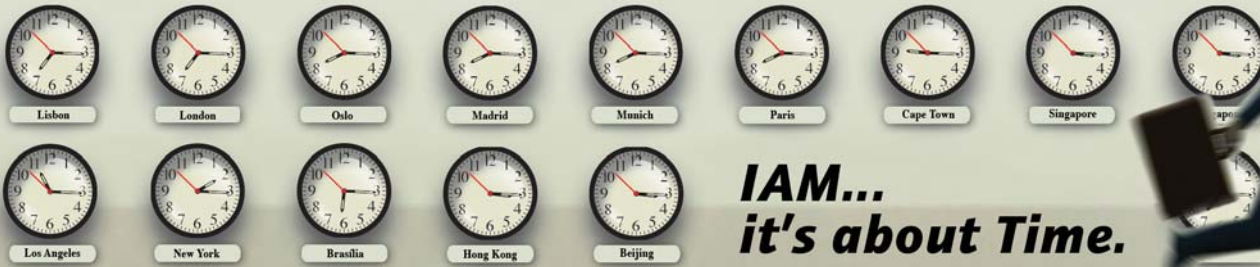 Lisbon
London
Oslo
Madrid
Munich
Paris
Cape Town
Singapore
Los Angeles
New York
Brasília
Hong Kong
Beijing
IAM...
it's about Time.